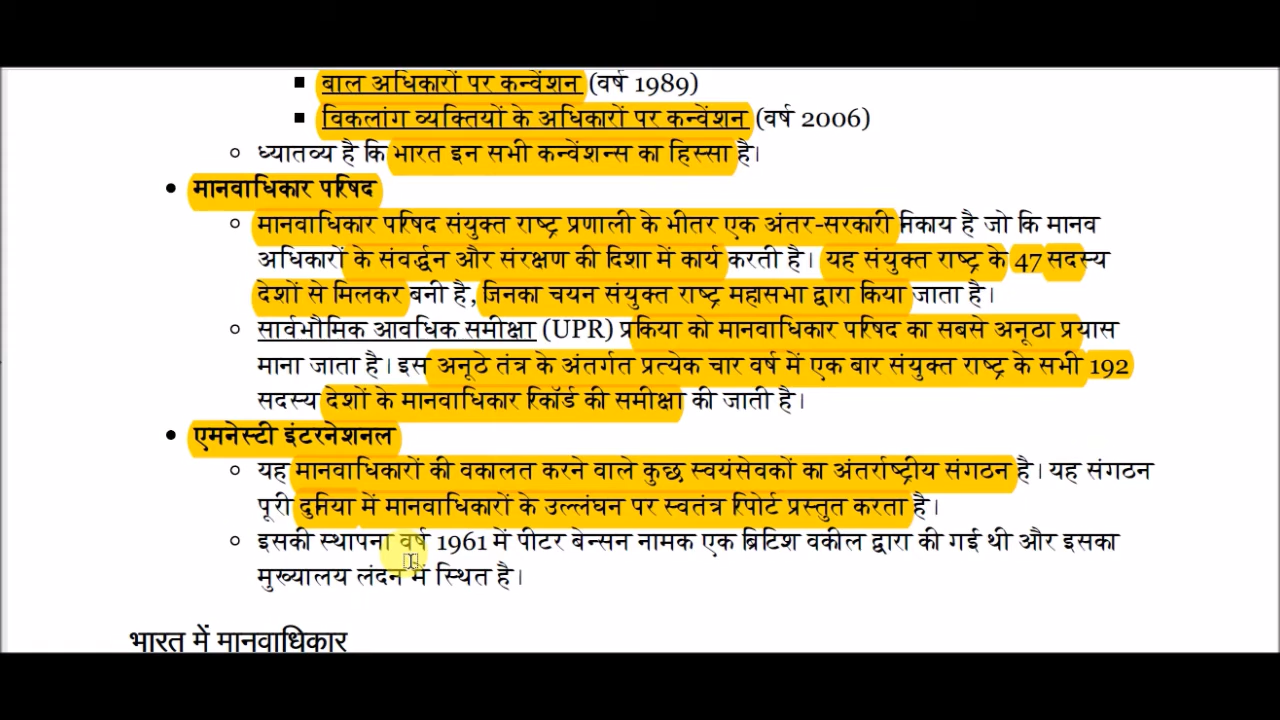 ▪ बाल अधिकारों पर कन्वेंशन (वर्ष 1989)
▪ विकलांग व्यक्तियों के अधिकारों पर कन्वेंशन (वर्ष 2006)
○ ध्यातव्य है कि भारत इन सभी कन्वेंशन्स का हिस्सा है।
• मानवाधिकार परिषद
○ मानवाधिकार परिषद संयुक्त राष्ट्र प्रणाली के भीतर एक अंतर-सरकारी निकाय है जो कि मानव
अधिकारों के संवर्द्धन और संरक्षण की दिशा में कार्य करती है। यह संयुक्त राष्ट्र के 47 सदस्य
देशों से मिलकर बनी है, जिनका चयन संयुक्त राष्ट्र महासभा द्वारा किया जाता है।
○ सार्वभौमिक आवधिक समीक्षा (UPR) प्रकिया को मानवाधिकार परिषद का सबसे अनूठा प्रयास
माना जाता है। इस अनूठे तंत्र के अंतर्गत प्रत्येक चार वर्ष में एक बार संयुक्त राष्ट्र के सभी 192
सदस्य देशों के मानवाधिकार रिकॉर्ड की समीक्षा की जाती है।
• एमनेस्टी इंटरनेशनल
○ यह मानवाधिकारों की वकालत करने वाले कुछ स्वयंसेवकों का अंतर्राष्ट्रीय संगठन है। यह संगठन
पूरी दुनिया में मानवाधिकारों के उल्लंघन पर स्वतंत्र रिपोर्ट प्रस्तुत करता है।
○ इसकी स्थापना वर्ष 1961 में पीटर बेन्सन नामक एक ब्रिटिश वकील द्वारा की गई थी और इसका
मुख्यालय लंदन में स्थित है।
भारत में मानवाधिकार